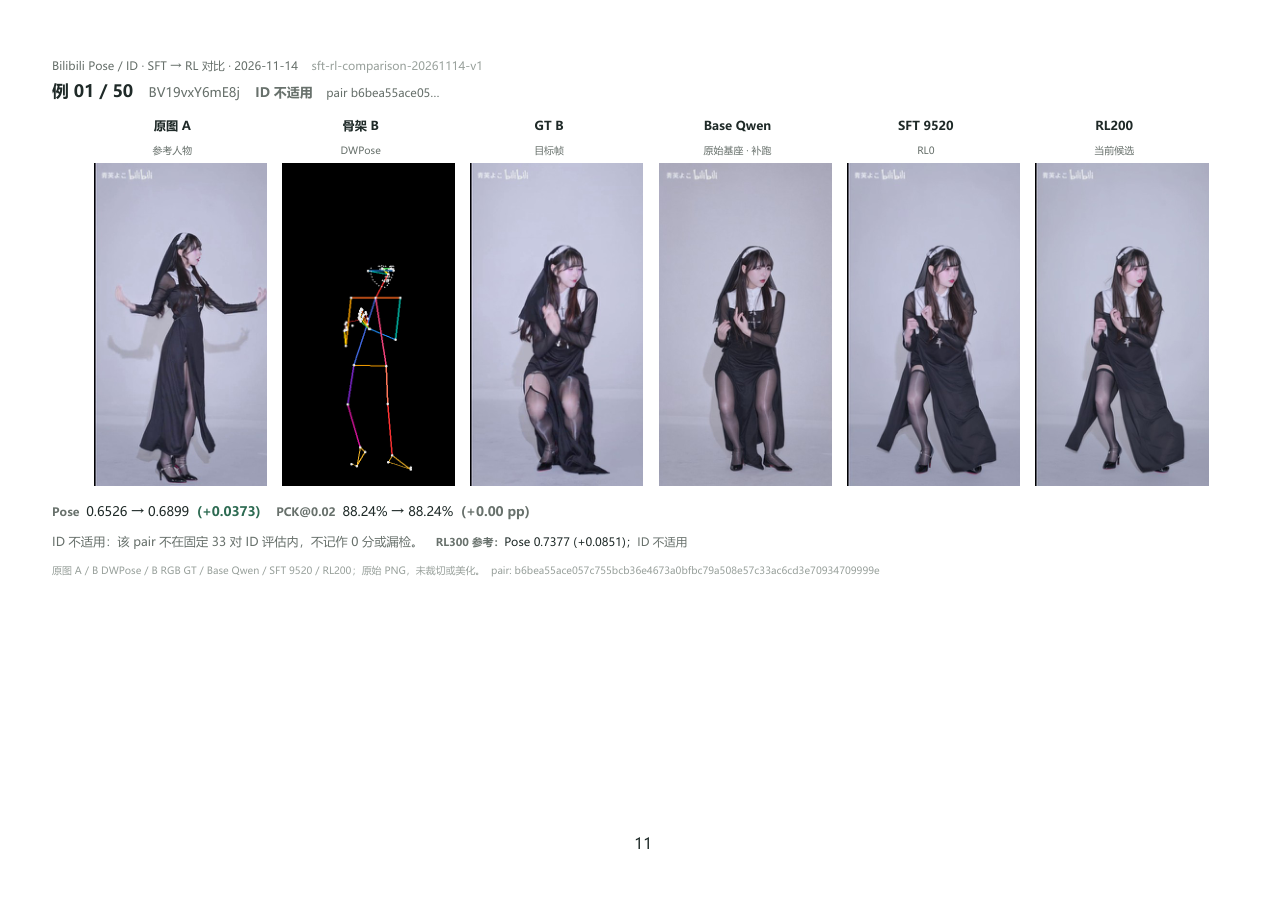 Bilibili Pose / ID · SFT → RL 对比 · 2026-11-14 sft-rl-comparison-20261114-v1
例 01 / 50 BV19vxY6mE8j ID 不适用 pair b6bea55ace05...
原图 A 骨架 B GT B Base Qwen SFT 9520 RL200
参考人物 DWPose 目标帧 原始基座 · 补跑 RL0 当前候选
bilibili bilibili bilibili bilibili bilibili
Pose 0.6526 → 0.6899 (+0.0373) PCK@0.02 88.24% → 88.24% (+0.00 pp)
ID 不适用：该 pair 不在固定 33 对 ID 评估内，不记作 0 分或漏检。 RL300 参考：Pose 0.7377 (+0.0851)；ID 不适用
原图 A / B DWPose / B RGB GT / Base Qwen / SFT 9520 / RL200；原始 PNG，未裁切或美化。 pair: b6bea55ace057c755bcb36e4673a0bfbc79a508e57c33ac6cd3e70934709999e
11